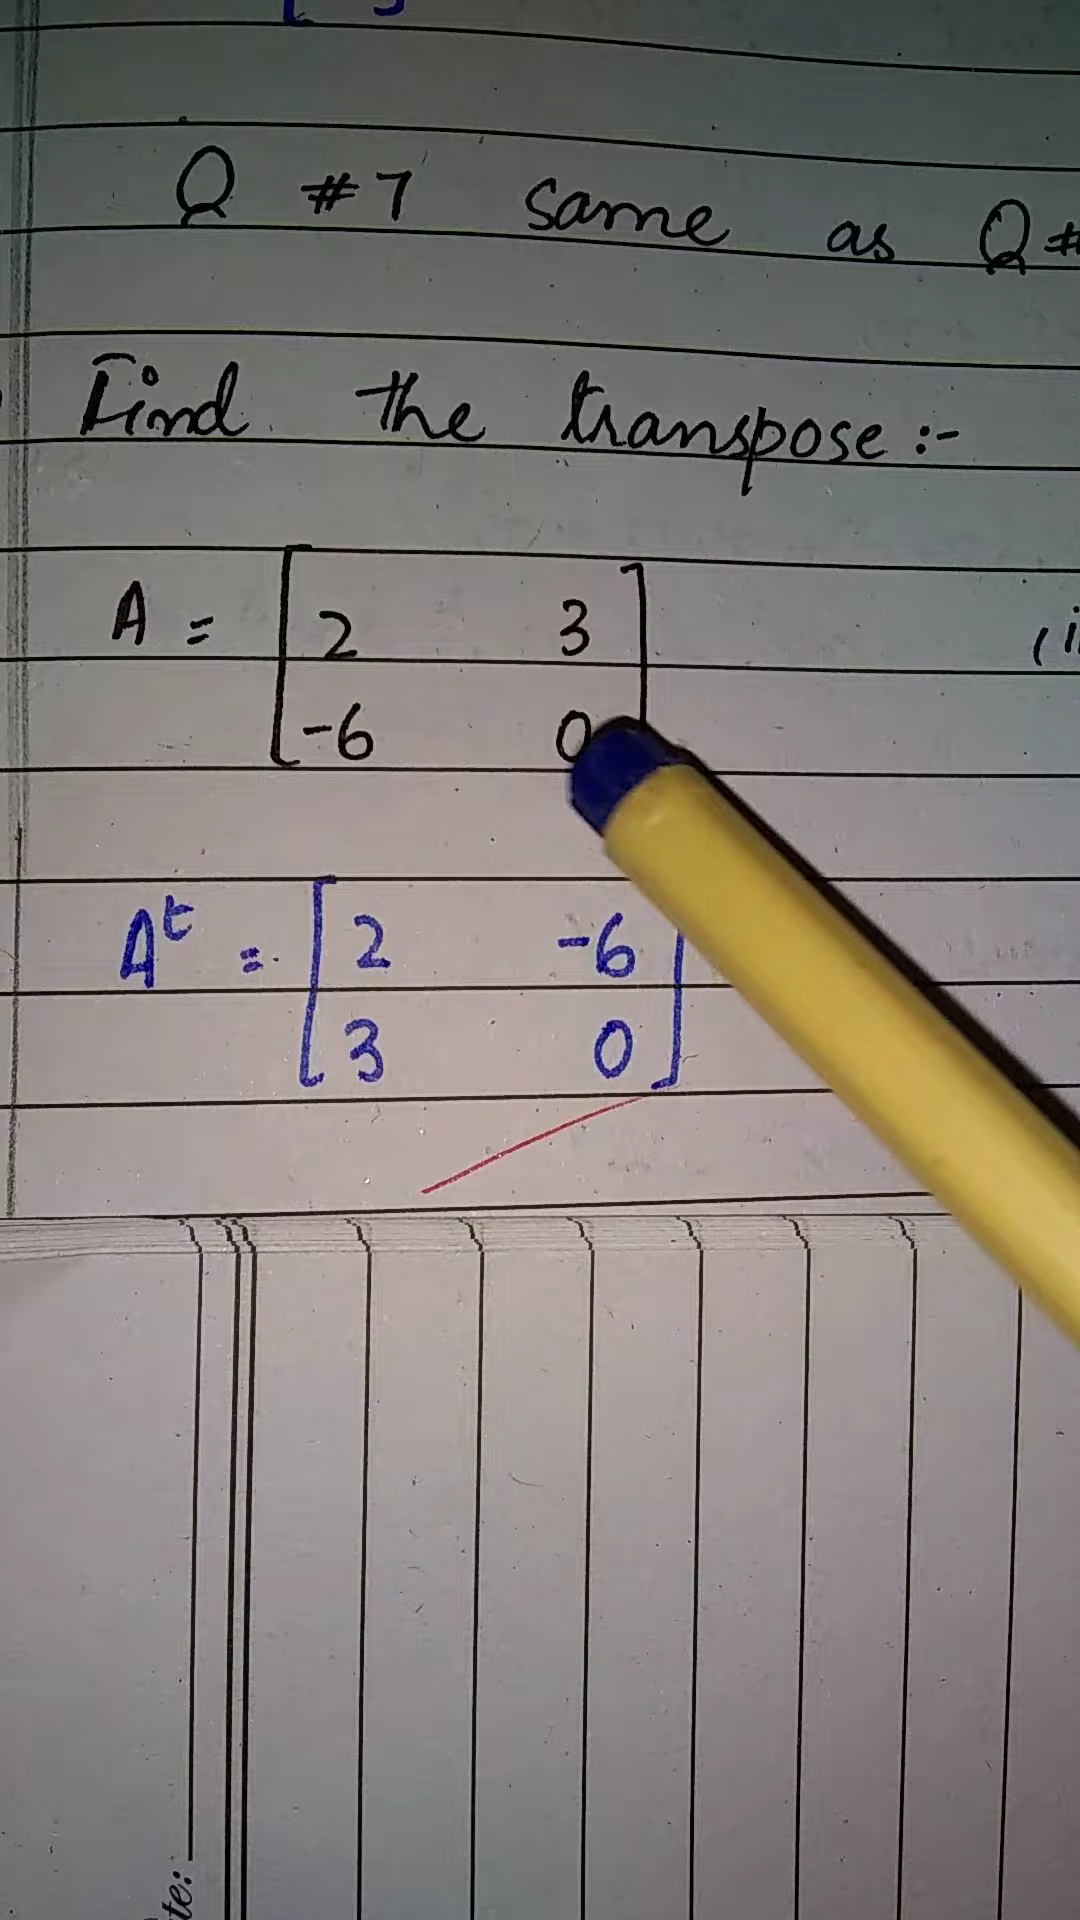 Q #7 same as Q #
Find the transpose:-
A = [2 3
-6 0]
A^t = [2 -6
3 0]